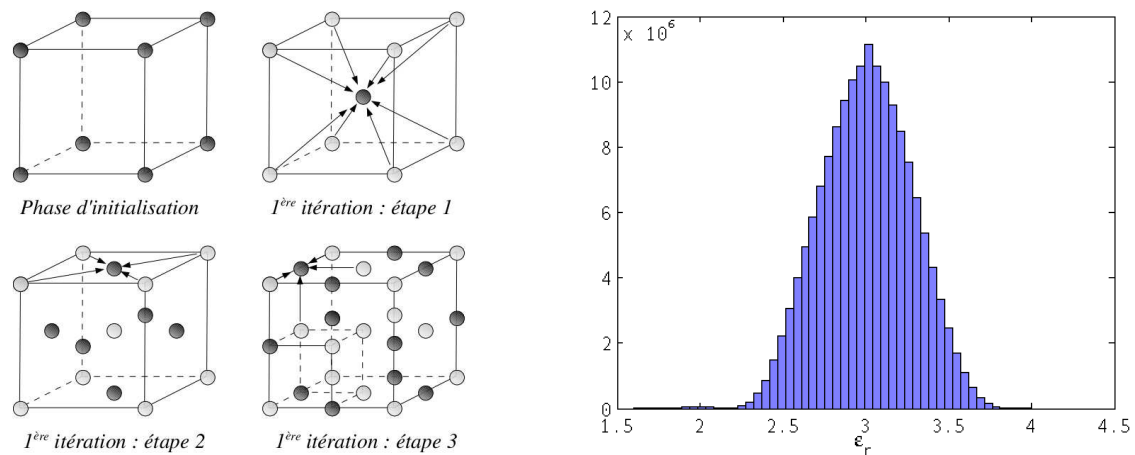 Phase d'initialisation
1ère itération : étape 1
1ère itération : étape 2
1ère itération : étape 3
12
x 10^6
10
8
6
4
2
0
1.5
2
2.5
3
3.5
4
4.5
ε_r